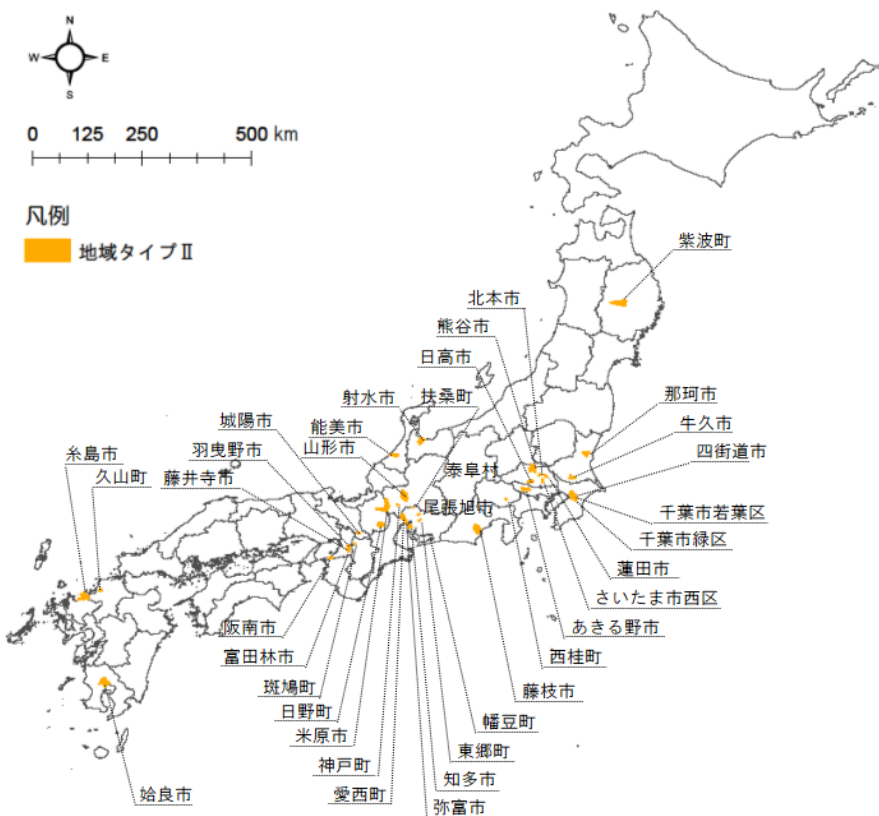 N
W
E
S
0 125 250 500 km
凡例
地域タイプⅡ
紫波町
北本市
熊谷市
日高市
扶桑町
射水市
那珂市
城陽市
能美市
牛久市
羽曳野市
山形市
四街道市
糸島市
藤井寺市
久山町
泰阜村
尾張旭市
千葉市若葉区
千葉市緑区
蓮田市
さいたま市西区
阪南市
あきる野市
富田林市
西桂町
斑鳩町
藤枝市
日野町
幡豆町
米原市
東郷町
神戸町
知多市
愛西町
姶良市
弥富市